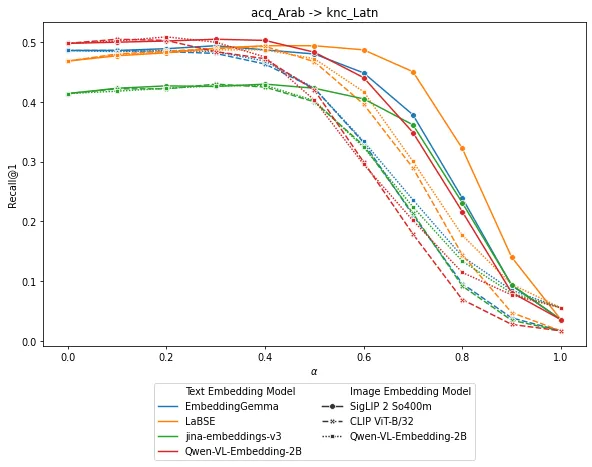 acq_Arab -> knc_Latn
0.5
0.4
0.3
0.2
0.1
0.0
Recall@1
0.0 0.2 0.4 0.6 0.8 1.0
α
Text Embedding Model Image Embedding Model
EmbeddingGemma SigLIP 2 So400m
LaBSE CLIP ViT-B/32
jina-embeddings-v3 Qwen-VL-Embedding-2B
Qwen-VL-Embedding-2B